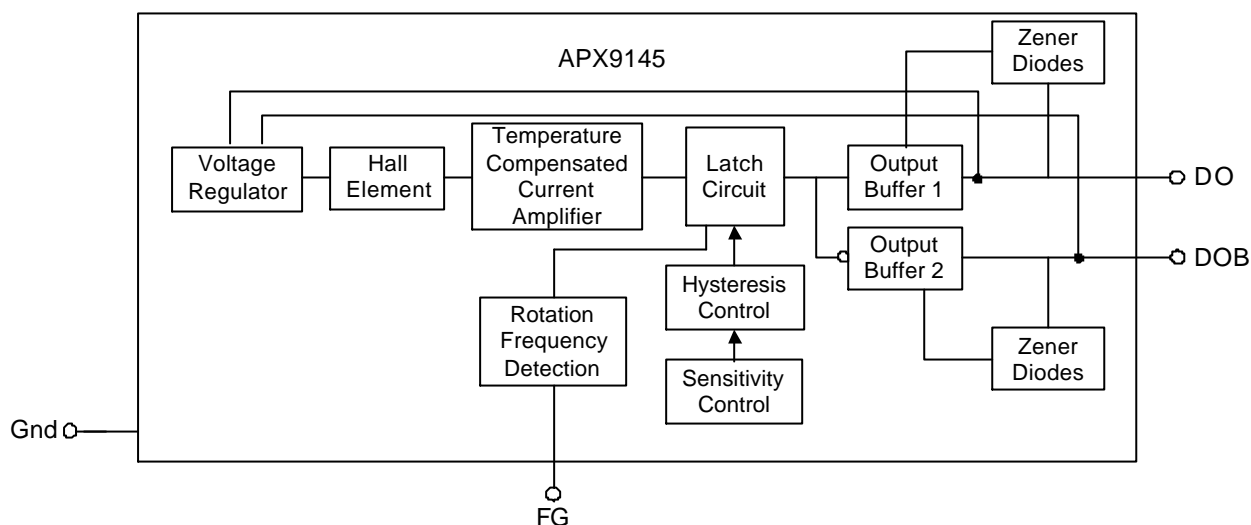 APX9145
Zener
Diodes
Voltage
Regulator
Hall
Element
Temperature
Compensated
Current
Amplifier
Latch
Circuit
Output
Buffer 1
DO
Output
Buffer 2
DOB
Hysteresis
Control
Rotation
Frequency
Detection
Sensitivity
Control
Zener
Diodes
Gnd
FG